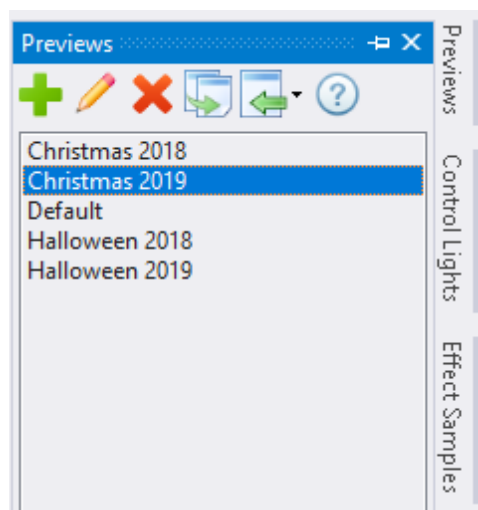 Previews
Christmas 2018
Christmas 2019
Default
Halloween 2018
Halloween 2019
Previews
Control Lights
Effect Samples